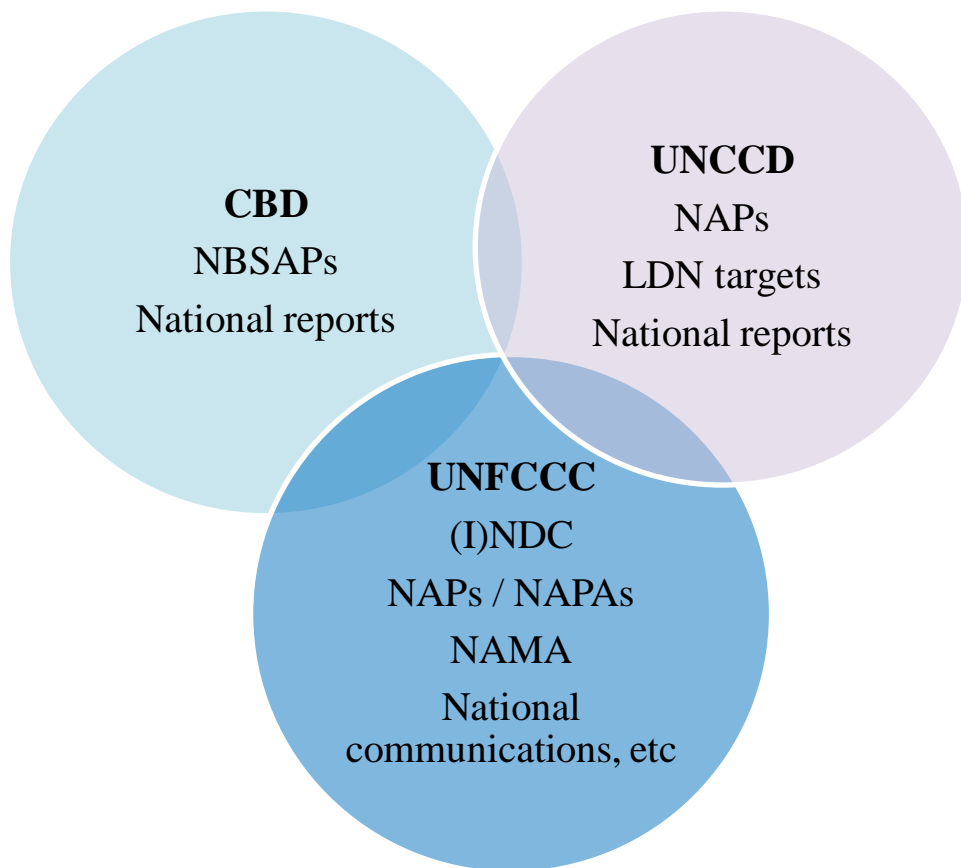 CBD
NBSAPs
National reports
UNCCD
NAPs
LDN targets
National reports
UNFCCC
(I)NDC
NAPs / NAPAs
NAMA
National
communications, etc